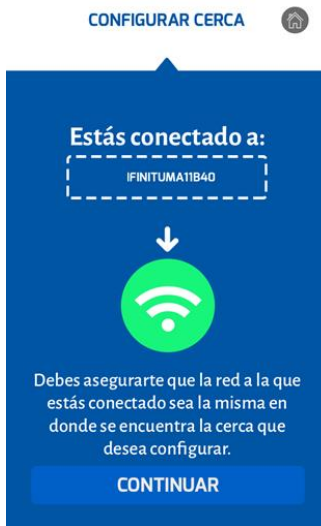 CONFIGURAR CERCA
Estás conectado a:
IFINITUMA11B40
Debes asegurarte que la red a la que
estás conectado sea la misma en
donde se encuentra la cerca que
desea configurar.
CONTINUAR